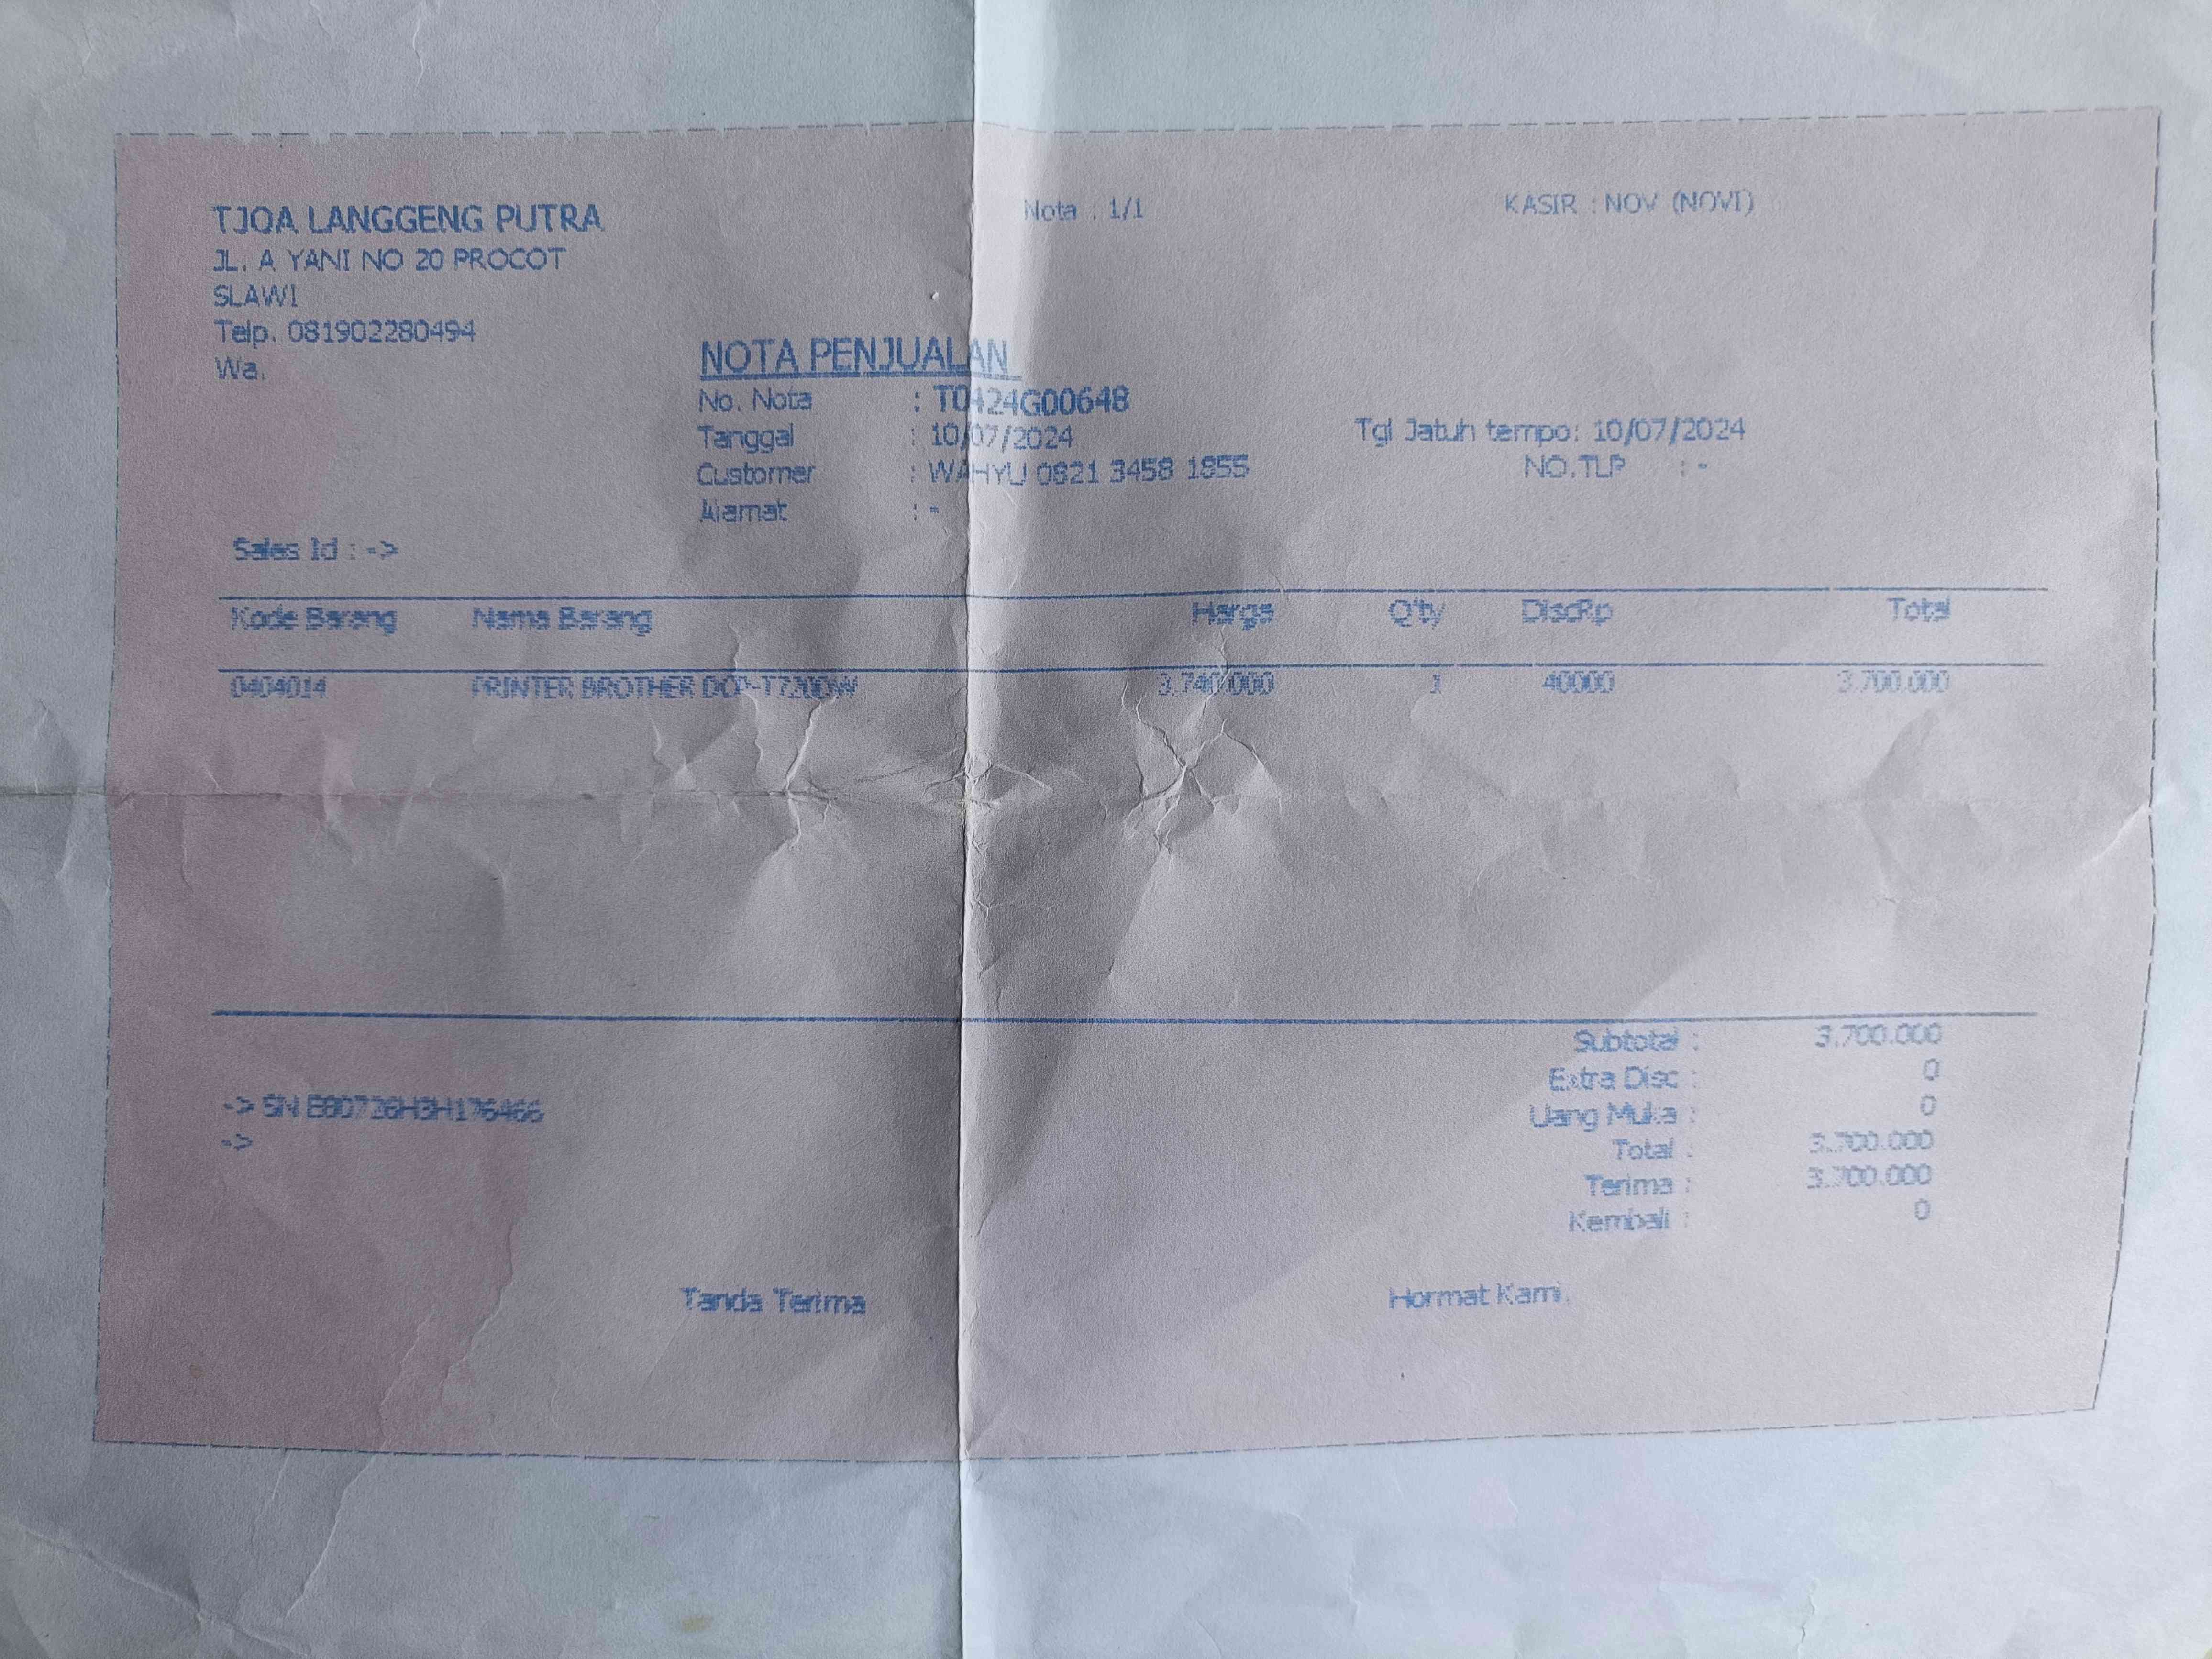 TJOA LANGGENG PUTRA
JL. A YANI NO 20 PROCOT
SLAWI
Telp. 081902280494
Wa.
Nota : 1/1
KASIR : NOV (NOVI)
NOTA PENJUALAN
No. Nota : T0424G00648
Tanggal : 10/07/2024
Customer : WAHYU 0821 3458 1855
Alamat : -
Tgl Jatuh tempo: 10/07/2024
NO.TLP : -
Sales Id : ->
Kode Barang Nama Barang Harga Q'ty DiscRp Total
0404014 PRINTER BROTHER DCP-T720DW 3.740.000 1 40000 3.700.000
Subtotal : 3.700.000
Extra Disc : 0
Uang Muka : 0
Total : 3.700.000
Terima : 3.700.000
Kembali : 0
-> SN
->
Tanda Terima
Hormat Kami,